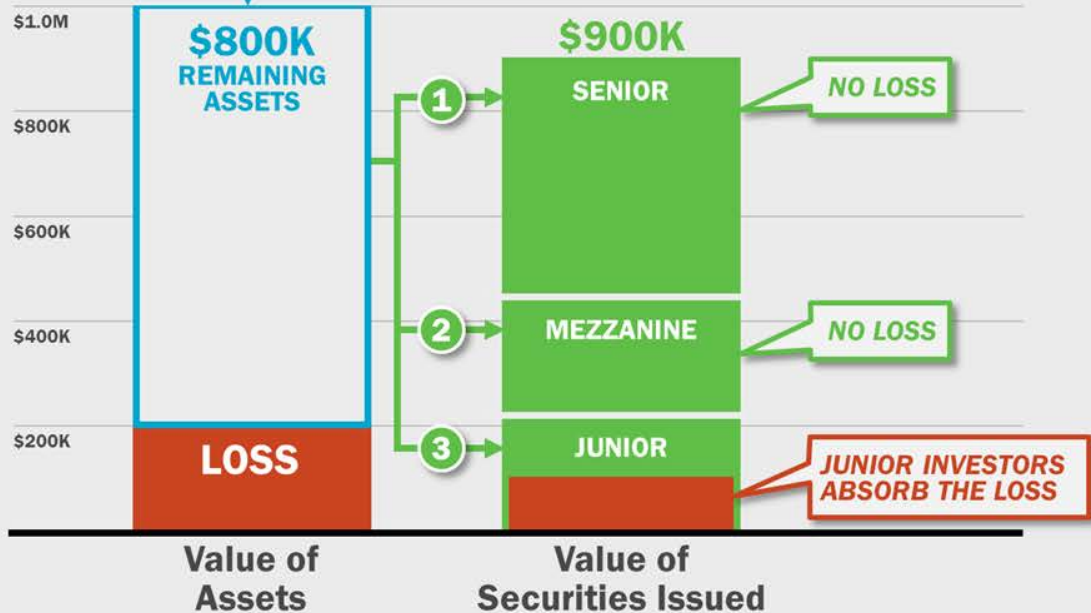 $1.0M
$800K
REMAINING
ASSETS
$900K
1
SENIOR
NO LOSS
$800K
$600K
2
MEZZANINE
NO LOSS
$400K
$200K
LOSS
3
JUNIOR
JUNIOR INVESTORS
ABSORB THE LOSS
Value of
Assets
Value of
Securities Issued